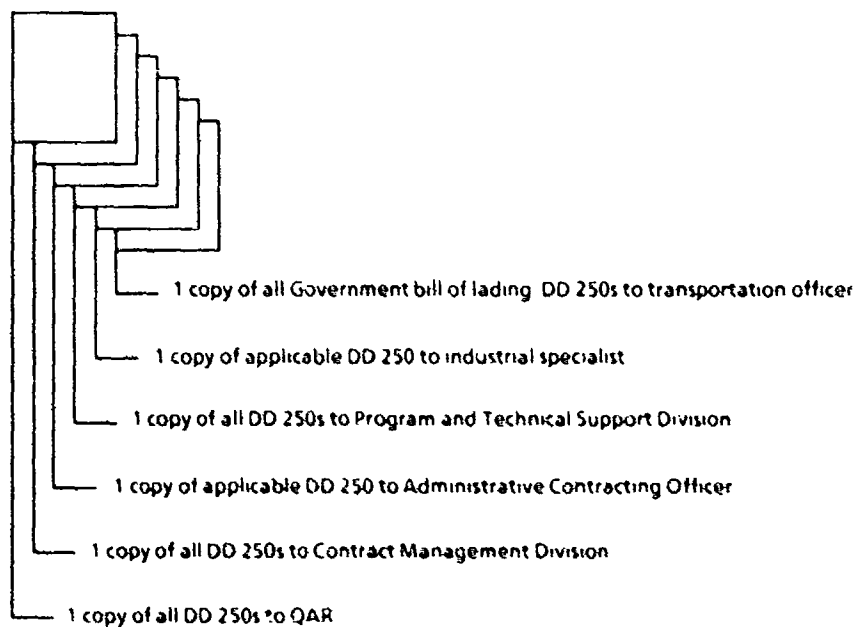 1 copy of all Government bill of lading DD 250s to transportation officer
1 copy of applicable DD 250 to industrial specialist
1 copy of all DD 250s to Program and Technical Support Division
1 copy of applicable DD 250 to Administrative Contracting Officer
1 copy of all DD 250s to Contract Management Division
1 copy of all DD 250s to QAR